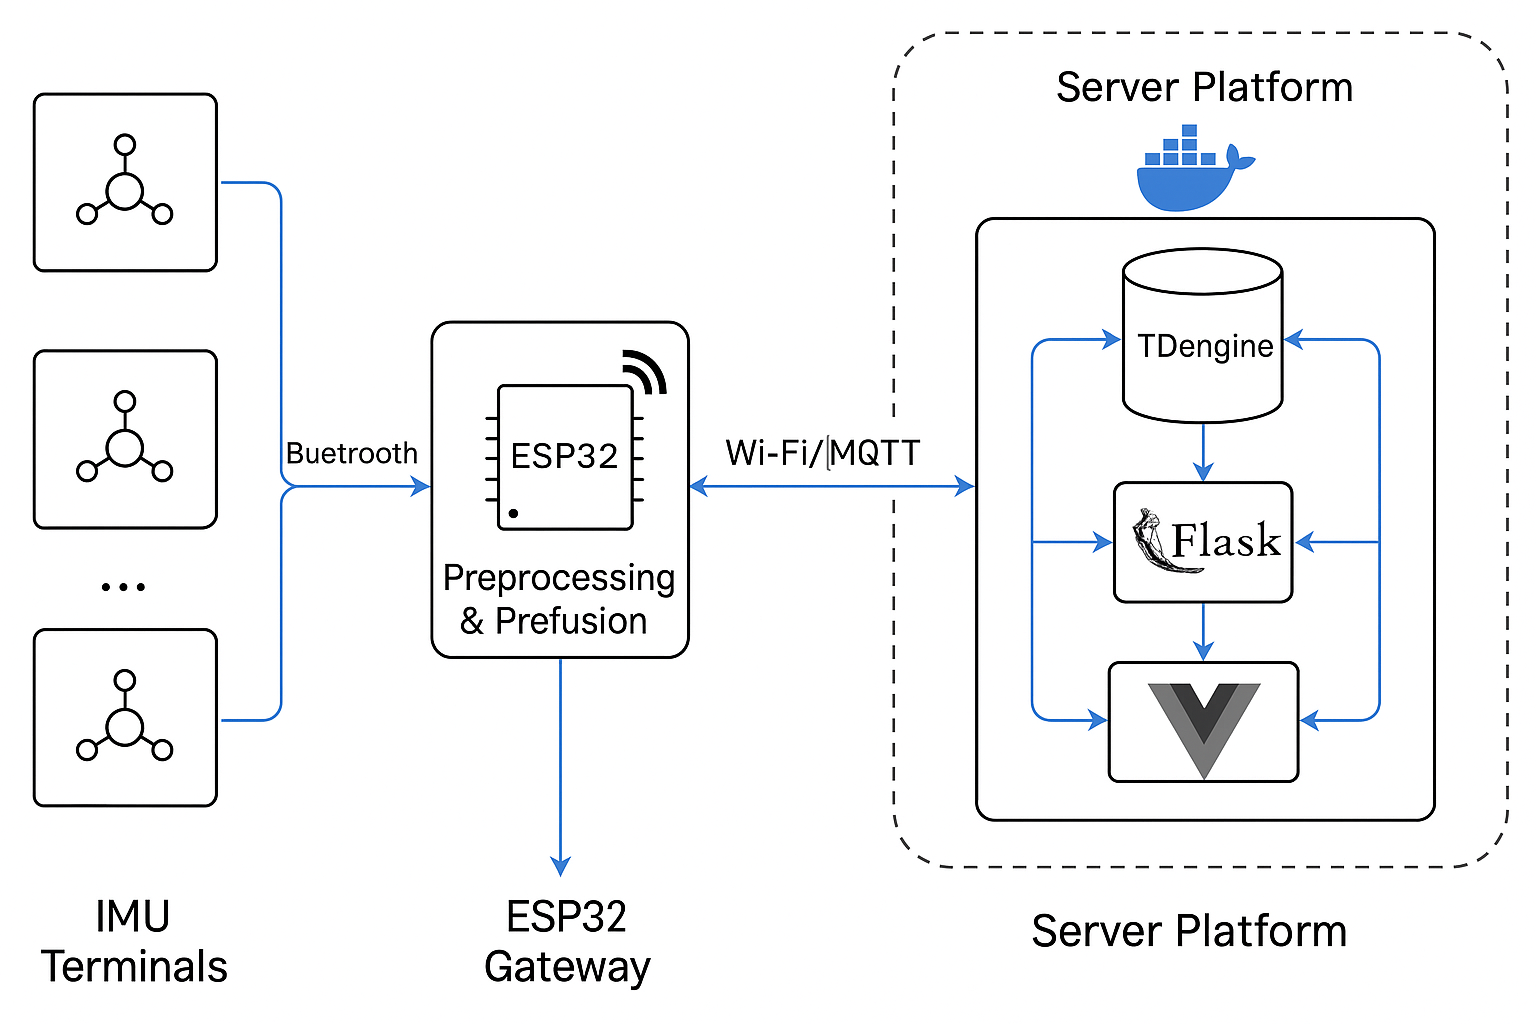 Server Platform
TDengine
Buetrooth
ESP32
Wi-Fi/MQTT
Flask
Preprocessing
& Prefusion
IMU
Terminals
ESP32
Gateway
Server Platform